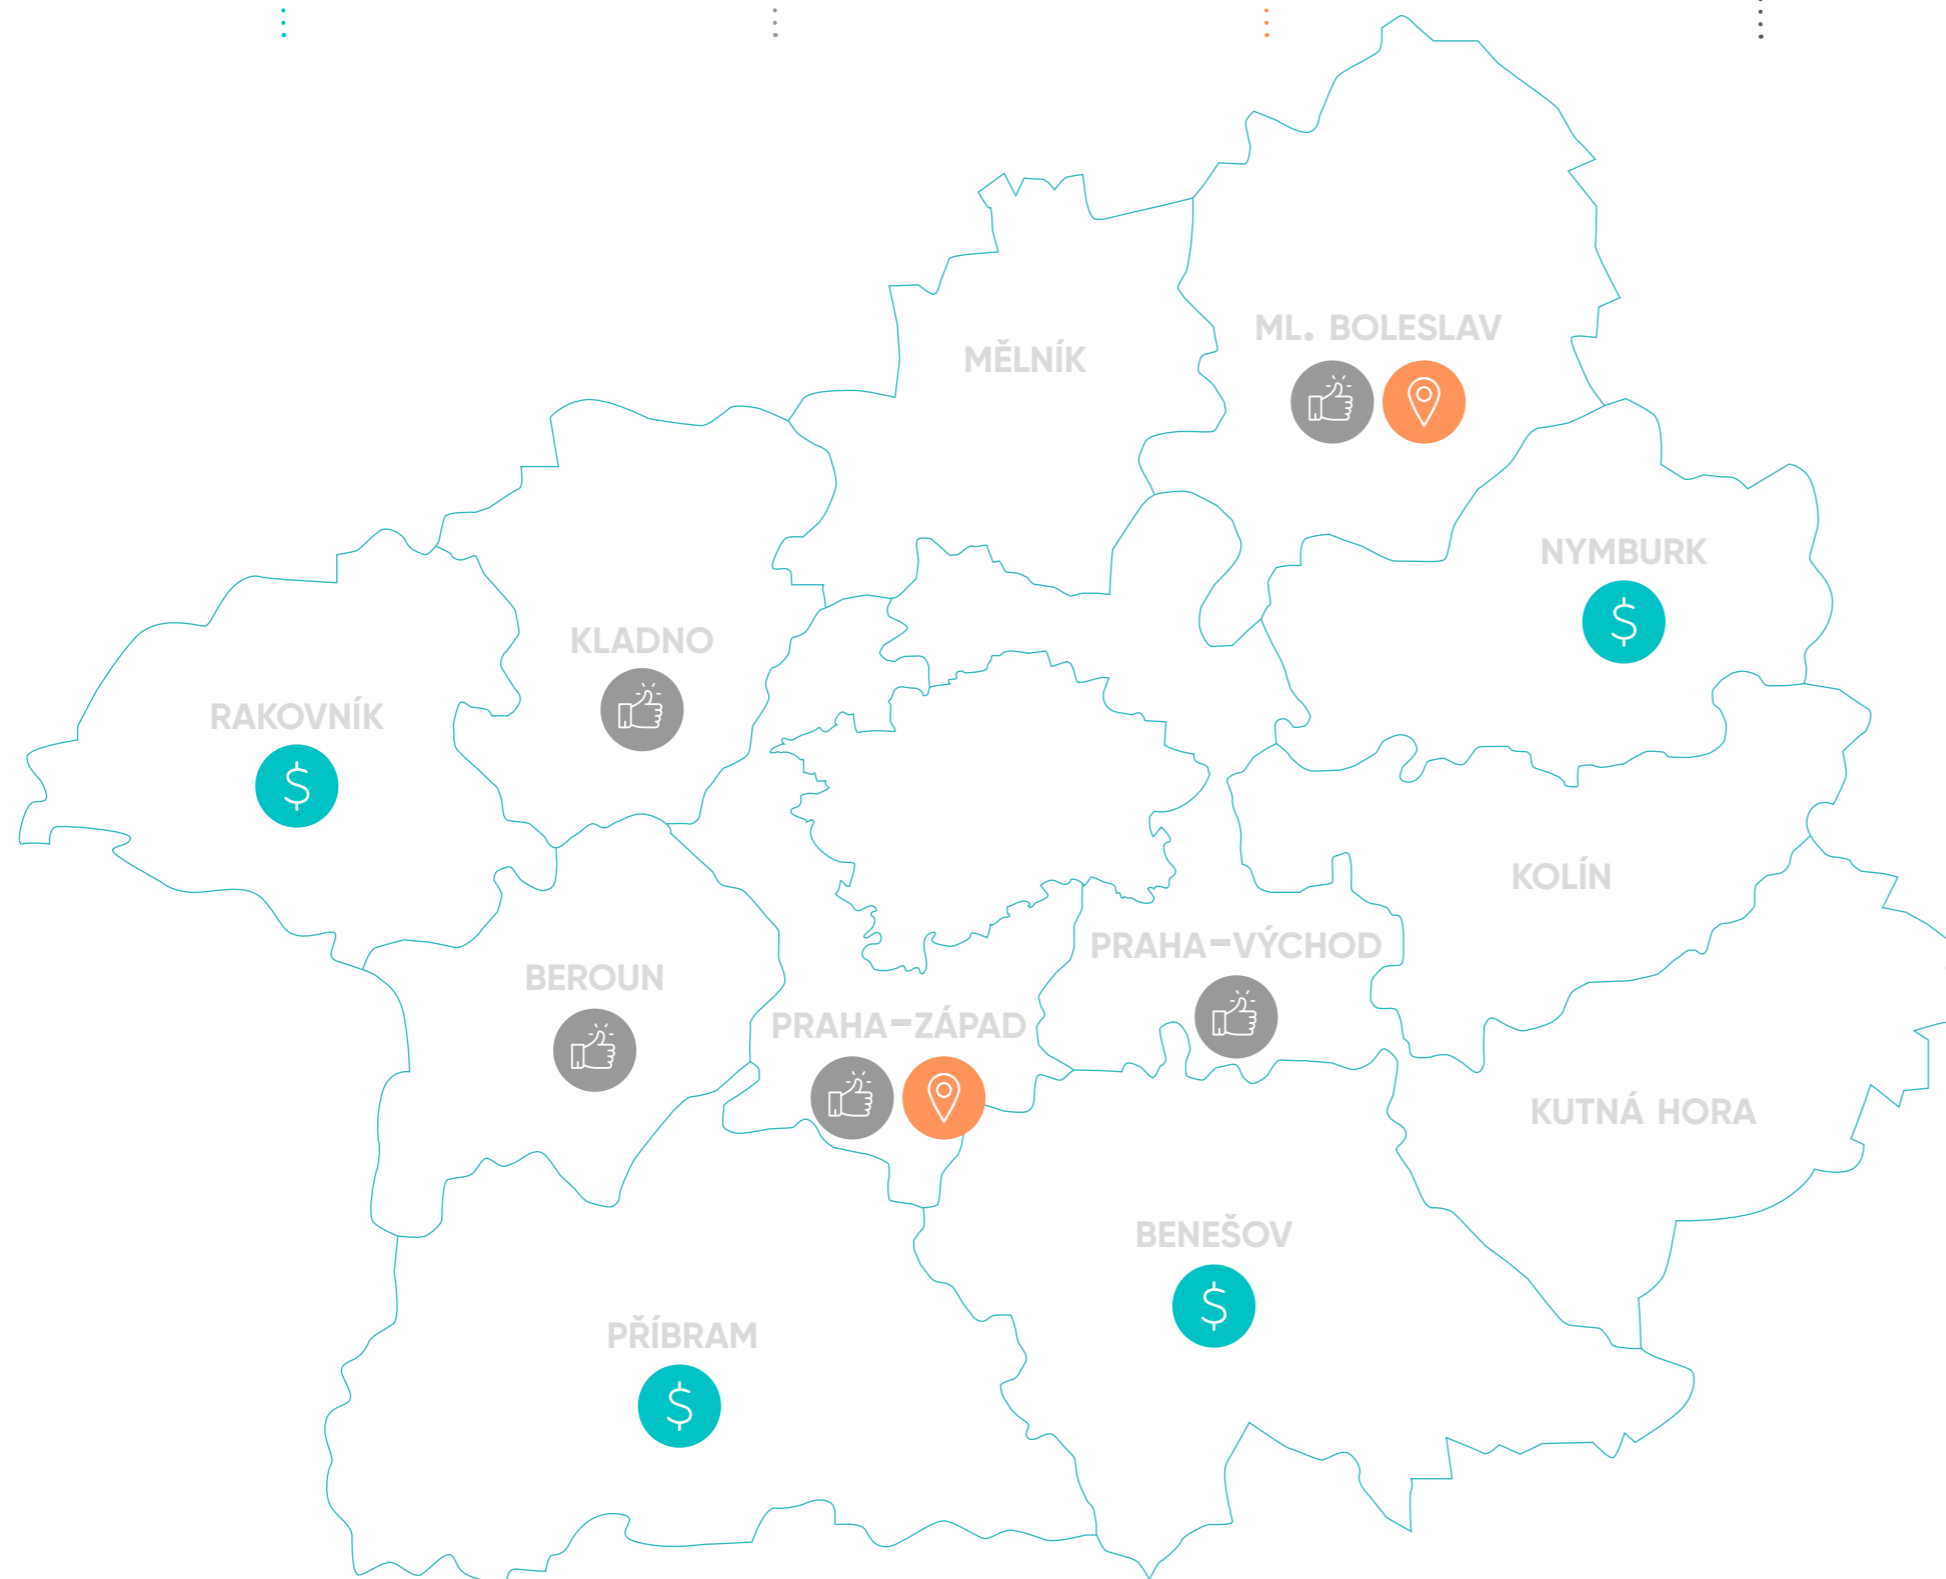 ML. BOLESLAV
MĚLNÍK
NYMBURK
$
KLADNO
RAKOVNÍK
$
KOLÍN
PRAHA-VÝCHOD
BEROUN
PRAHA-ZÁPAD
KUTNÁ HORA
BENEŠOV
$
PŘÍBRAM
$